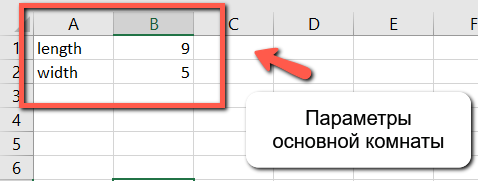 A B C D E F
1 length 9
2 width 5
3
4
5
6
Параметры
основной комнаты